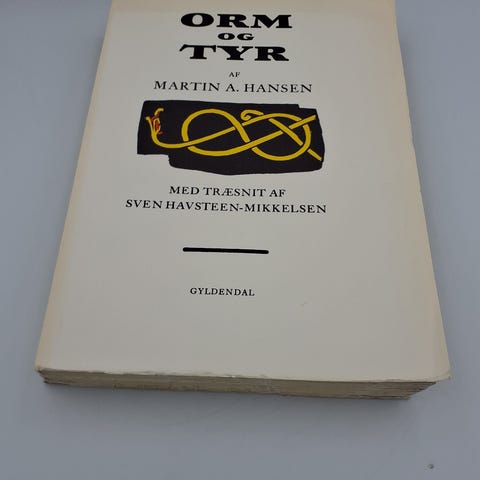 ORM
OG
TYR
AF
MARTIN A. HANSEN
MED TRÆSNIT AF
SVEN HAVSTEEN-MIKKELSEN
GYLDENDAL